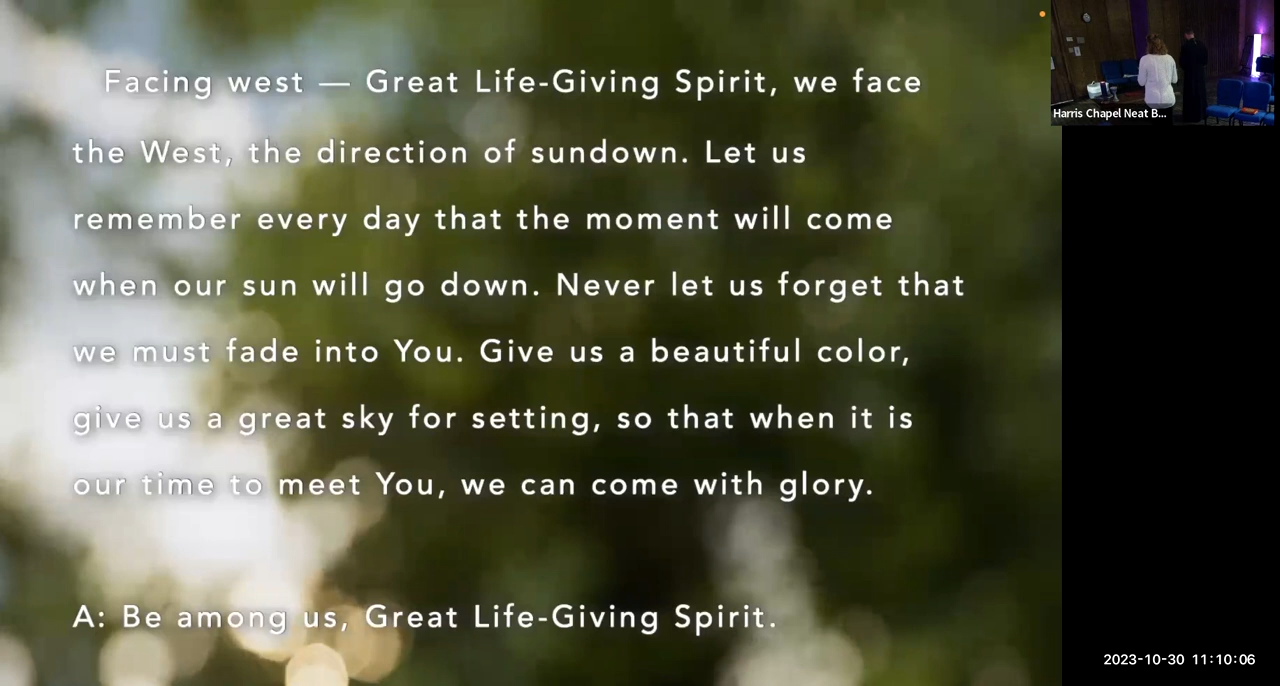 Facing west — Great Life-Giving Spirit, we face
the West, the direction of sundown. Let us
remember every day that the moment will come
when our sun will go down. Never let us forget that
we must fade into You. Give us a beautiful color,
give us a great sky for setting, so that when it is
our time to meet You, we can come with glory.
A: Be among us, Great Life-Giving Spirit.
Harris Chapel Neat B...
2023-10-30 11:10:06